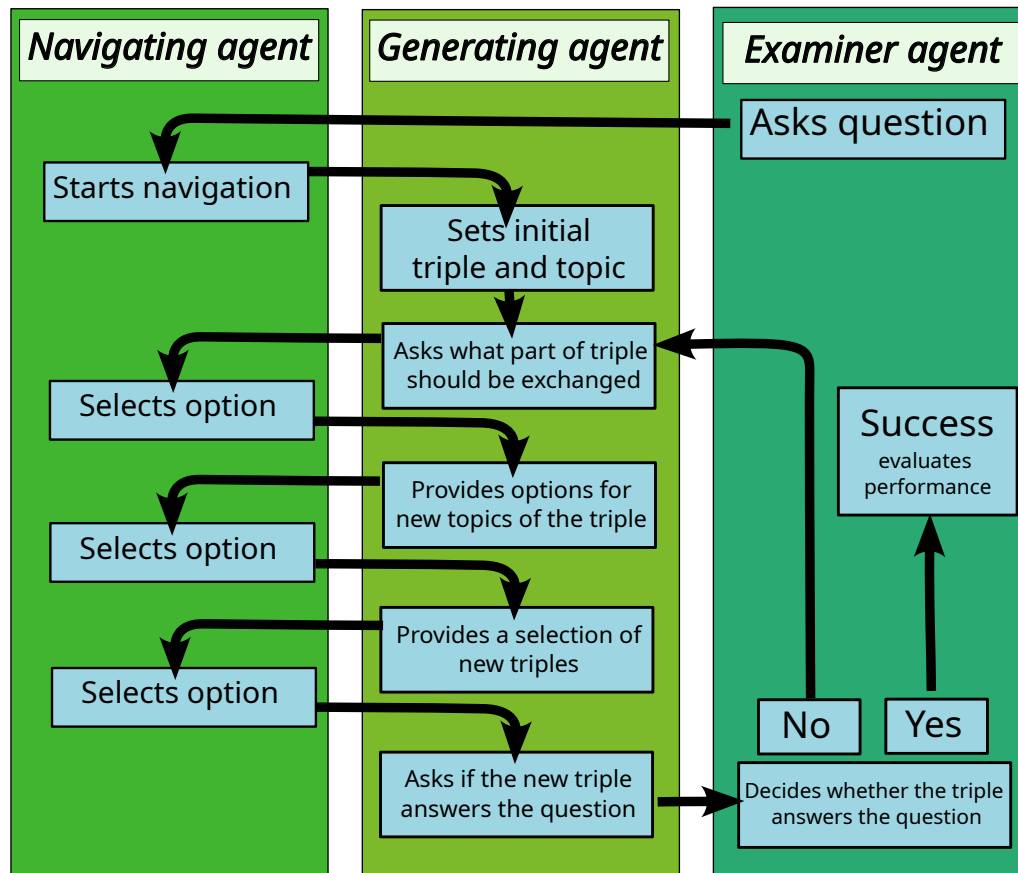 Navigating agent
Generating agent
Examiner agent
Asks question
Starts navigation
Sets initial
triple and topic
Asks what part of triple
should be exchanged
Selects option
Provides options for
new topics of the triple
Selects option
Provides a selection of
new triples
Selects option
Asks if the new triple
answers the question
Decides whether the triple
answers the question
No
Yes
Success
evaluates
performance